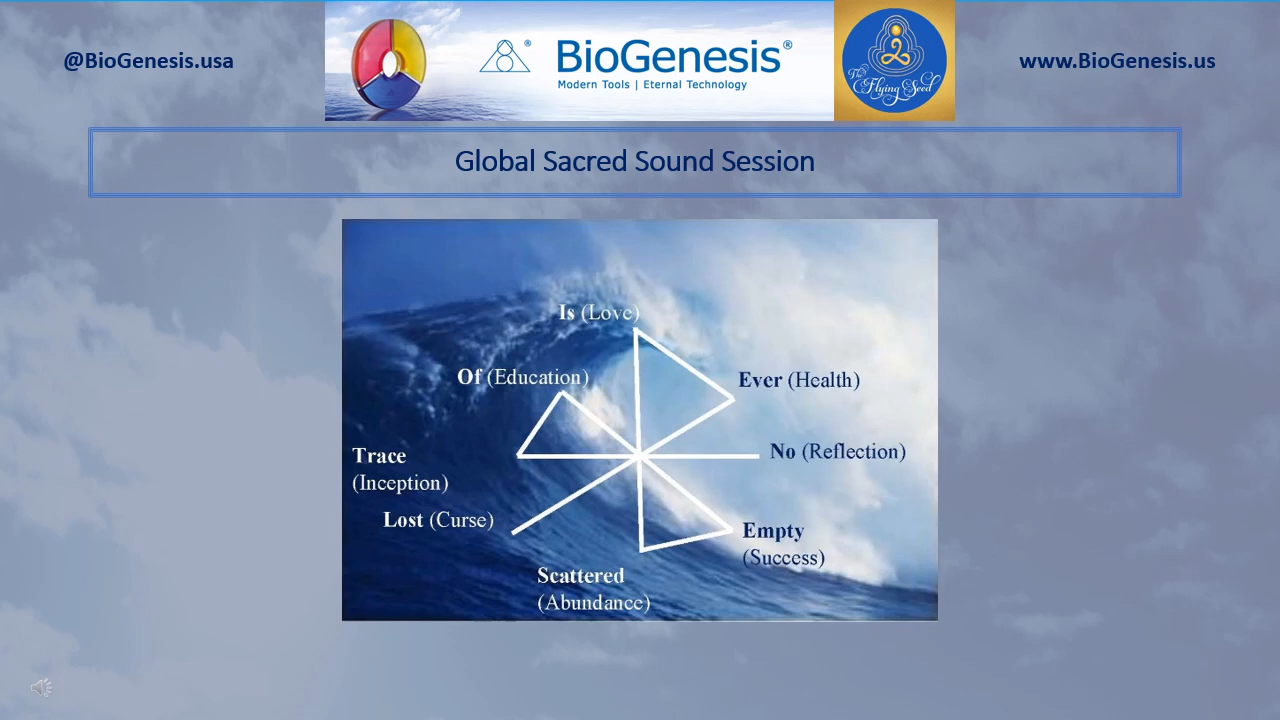 @BioGenesis.usa
BioGenesis®
Modern Tools | Eternal Technology
The Flying Seed
www.BioGenesis.us
Global Sacred Sound Session
Is (Love)
Of (Education)
Ever (Health)
Trace
(Inception)
No (Reflection)
Lost (Curse)
Empty
(Success)
Scattered
(Abundance)